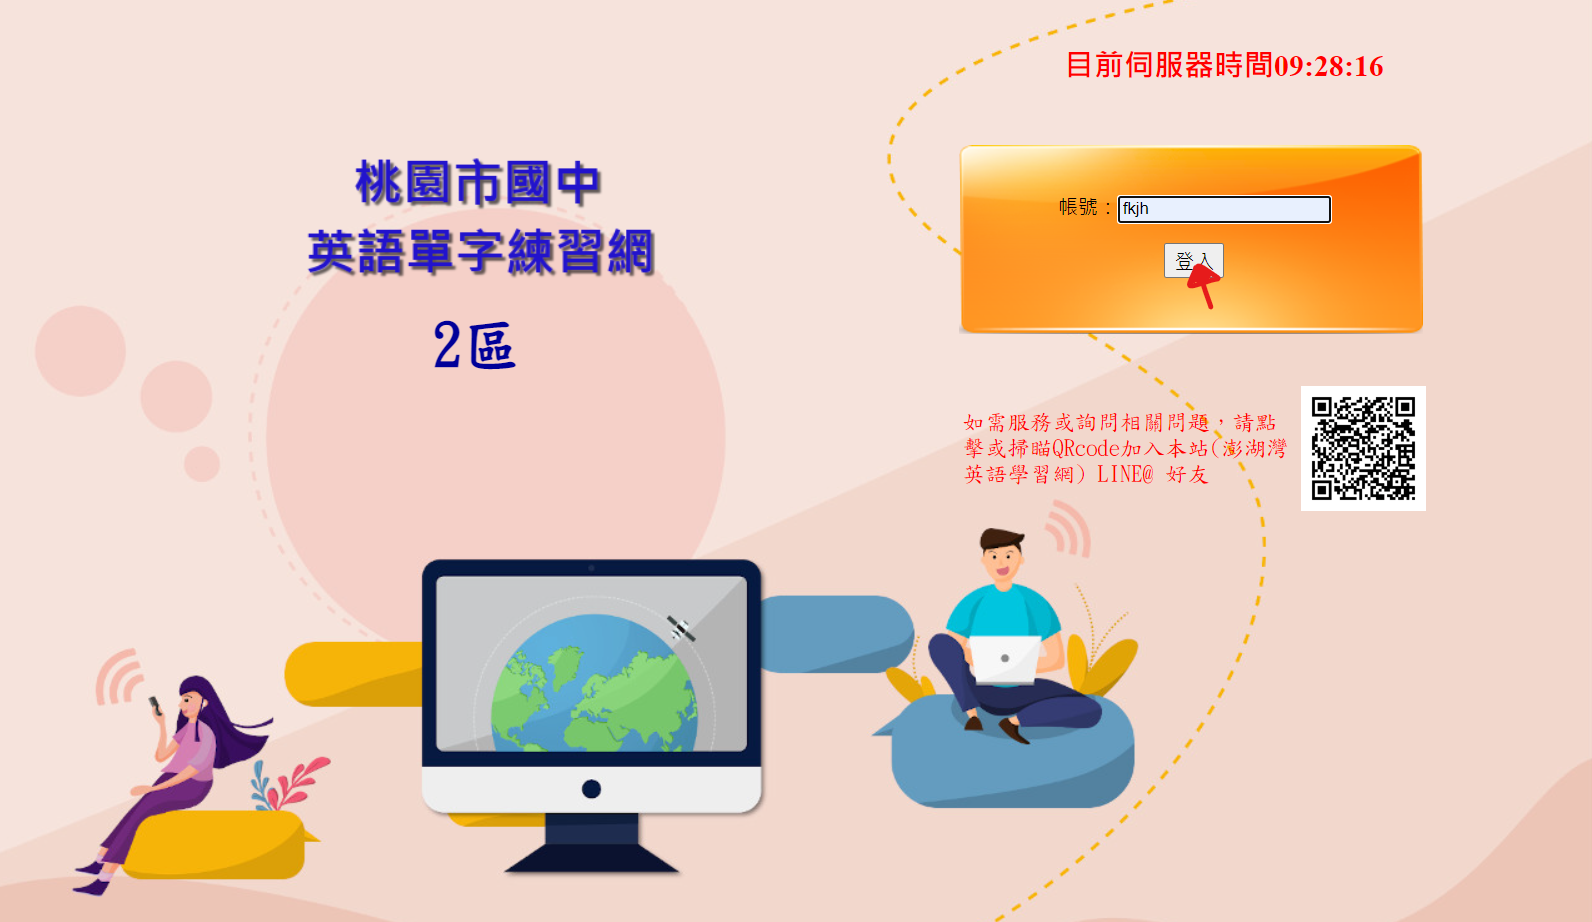 目前伺服器時間09:28:16
桃園市國中
英語單字練習網
2區
帳號：fkjh
登入
如需服務或詢問相關問題，請點
擊或掃瞄QRcode加入本站(澎湖灣
英語學習網) LINE@ 好友